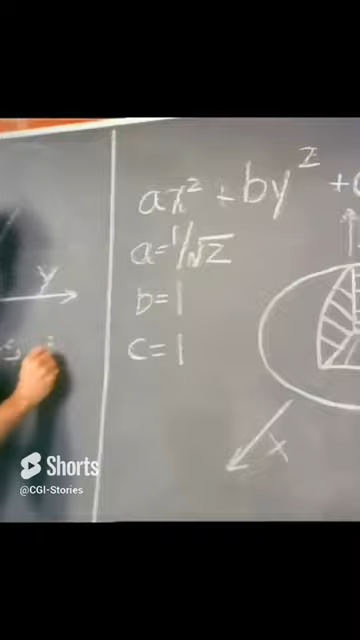 ax² + by² +
a = 1/√2
b = 1
c = 1
Y
X
Shorts
@CGI-Stories